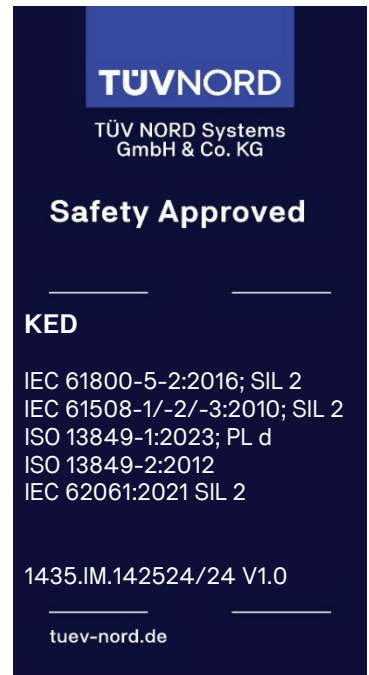 TÜVNORD
TÜV NORD Systems
GmbH & Co. KG
Safety Approved
KED
IEC 61800-5-2:2016; SIL 2
IEC 61508-1/-2/-3:2010; SIL 2
ISO 13849-1:2023; PL d
ISO 13849-2:2012
IEC 62061:2021 SIL 2
1435.IM.142524/24 V1.0
tuev-nord.de